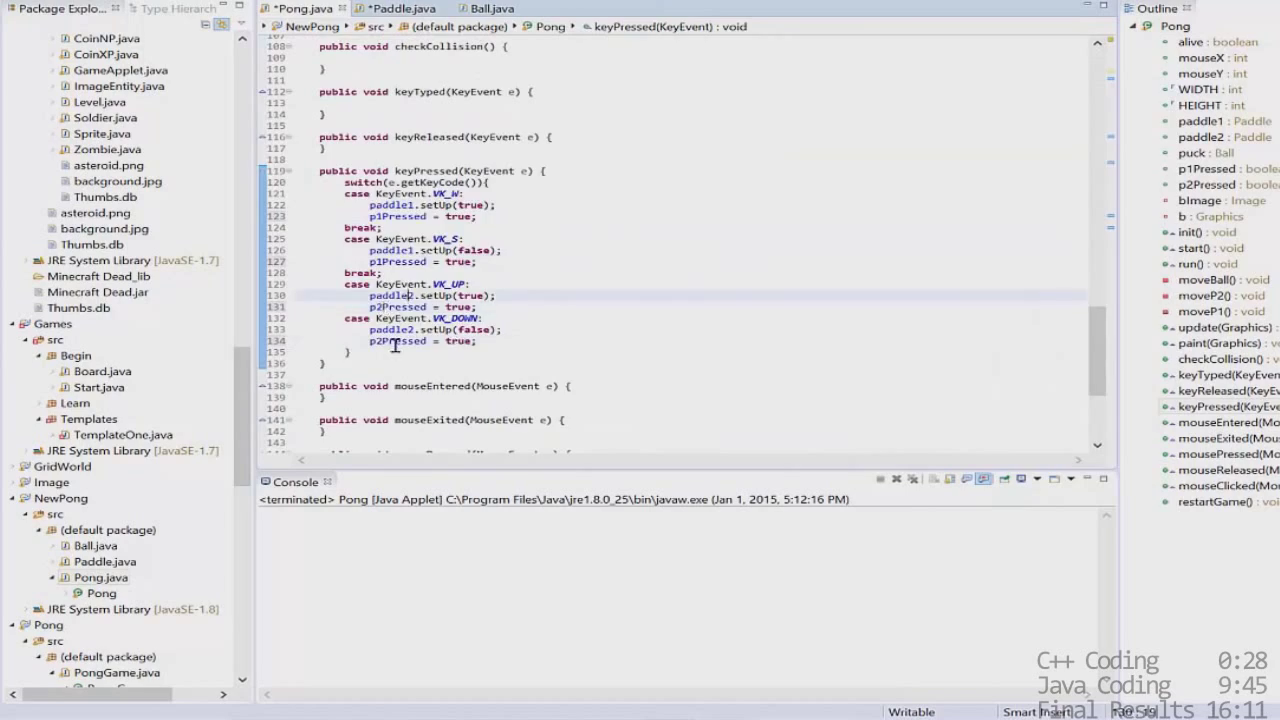 Package Explo...
Type Hierarch
CoinNP.java
CoinXP.java
GameApplet.java
ImageEntity.java
Level.java
Soldier.java
Sprite.java
Zombie.java
asteroid.png
background.jpg
Thumbs.db
asteroid.png
background.jpg
Thumbs.db
JRE System Library [JavaSE-1.7]
Minecraft Dead_lib
Minecraft Dead.jar
Thumbs.db
Games
src
Begin
Board.java
Start.java
Learn
Templates
TemplateOne.java
JRE System Library [JavaSE-1.7]
GridWorld
Image
NewPong
src
(default package)
Ball.java
Paddle.java
Pong.java
Pong
JRE System Library [JavaSE-1.8]
Pong
src
(default package)
PongGame.java
*Pong.java
*Paddle.java
Ball.java
NewPong
src
(default package)
Pong
keyPressed(KeyEvent) : void
108 public void checkCollision() {
109
110 }
111
112 public void keyTyped(KeyEvent e) {
113
114 }
115
116 public void keyReleased(KeyEvent e) {
117 }
118
119 public void keyPressed(KeyEvent e) {
120 switch(e.getKeyCode()){
121 case KeyEvent.VK_W:
122 paddle1.setUp(true);
123 p1Pressed = true;
124 break;
125 case KeyEvent.VK_S:
126 paddle1.setUp(false);
127 p1Pressed = true;
128 break;
129 case KeyEvent.VK_UP:
130 paddle2.setUp(true);
131 p2Pressed = true;
132 case KeyEvent.VK_DOWN:
133 paddle2.setUp(false);
134 p2Pressed = true;
135 }
136 }
137
138 public void mouseEntered(MouseEvent e) {
139 }
140
141 public void mouseExited(MouseEvent e) {
142 }
143
Console
<terminated> Pong [Java Applet] C:\Program Files\Java\jre1.8.0_25\bin\javaw.exe (Jan 1, 2015, 5:12:16 PM)
Outline
Pong
alive : boolean
mouseX : int
mouseY : int
WIDTH : int
HEIGHT : int
paddle1 : Paddle
paddle2 : Paddle
puck : Ball
p1Pressed : boolean
p2Pressed : boolean
bImage : Image
b : Graphics
init() : void
start() : void
run() : void
moveBall() : void
moveP2() : void
moveP1() : void
update(Graphics)
paint(Graphics) :
checkCollision() :
keyTyped(KeyEvent
keyReleased(KeyE
keyPressed(KeyEve
mouseEntered(Mo
mouseExited(Mou
mousePressed(Mo
mouseReleased(M
mouseClicked(Mo
restartGame() : vo
C++ Coding 0:28
Java Coding 9:45
Final Results 16:11
Writable
Smart Insert